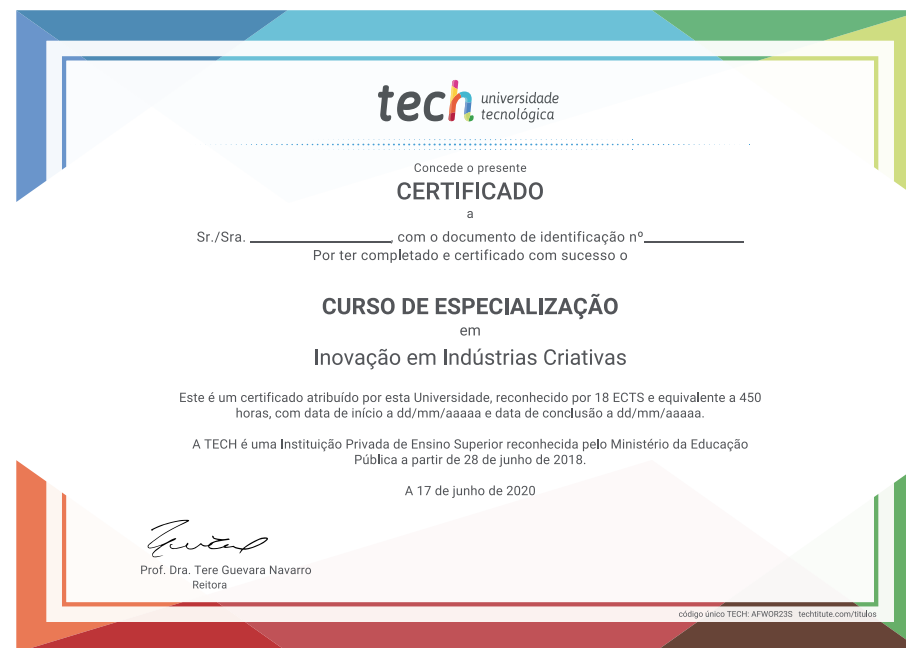 tech universidade
tecnológica
Concede o presente
CERTIFICADO
a
Sr./Sra. ________________, com o documento de identificação nº____________
Por ter completado e certificado com sucesso o
CURSO DE ESPECIALIZAÇÃO
em
Inovação em Indústrias Criativas
Este é um certificado atribuído por esta Universidade, reconhecido por 18 ECTS e equivalente a 450
horas, com data de início a dd/mm/aaaaa e data de conclusão a dd/mm/aaaaa.
A TECH é uma Instituição Privada de Ensino Superior reconhecida pelo Ministério da Educação
Pública a partir de 28 de junho de 2018.
A 17 de junho de 2020
Prof. Dra. Tere Guevara Navarro
Reitora
código único TECH: AFWOR23S techtitute.com/titulos